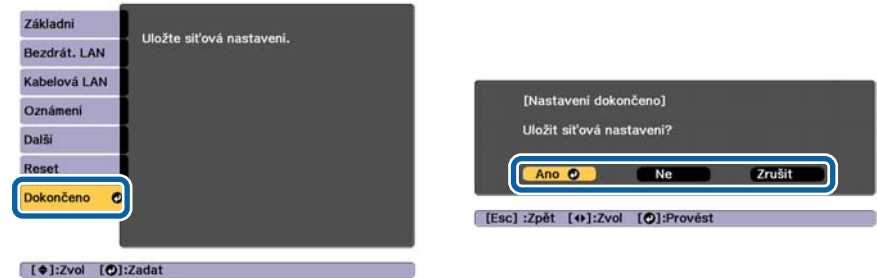 Základní
Bezdrát. LAN
Kabelová LAN
Oznámení
Další
Reset
Dokončeno
Uložte síťová nastavení.
[◆]:Zvol [⏎]:Zadat
[Nastavení dokončeno]
Uložit síťová nastavení?
Ano Ne Zrušit
[Esc] :Zpět [◂▸]:Zvol [⏎]:Provést